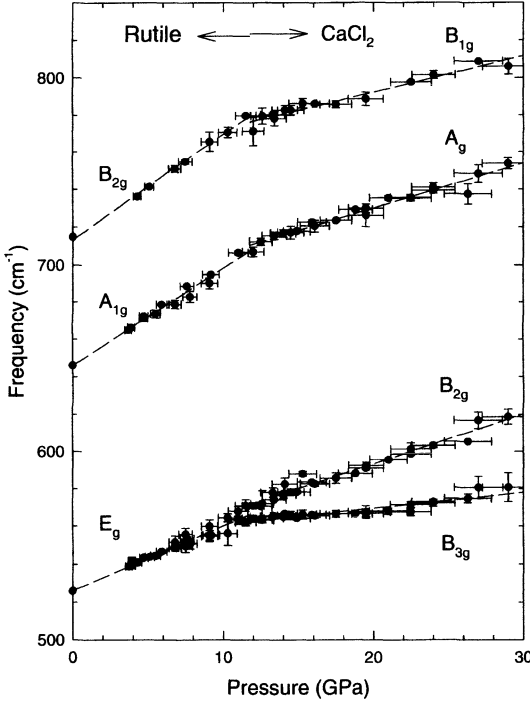 Rutile
CaCl2
B1g
800
Ag
B2g
700
A1g
Frequency (cm-1)
B2g
600
Eg
B3g
500
0
10
20
30
Pressure (GPa)